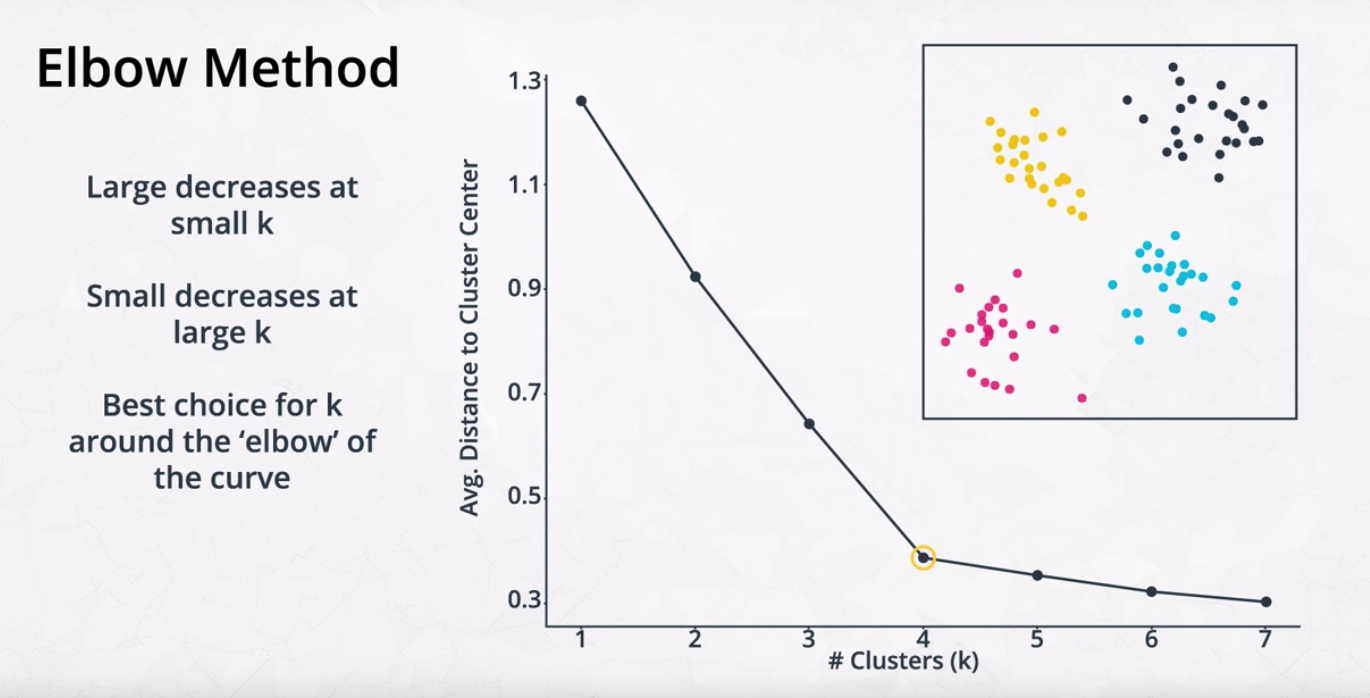 Elbow Method
Large decreases at
small k
Small decreases at
large k
Best choice for k
around the ‘elbow’ of
the curve
Avg. Distance to Cluster Center
1.3
1.1
0.9
0.7
0.5
0.3
1 2 3 4 5 6 7
# Clusters (k)